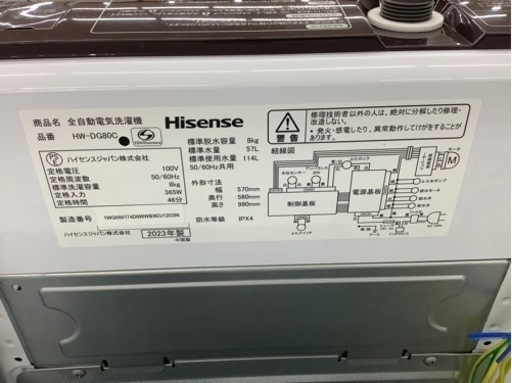 商品名 全自動電気洗濯機
品番 HW-DG80C
Hisense
ハイセンスジャパン株式会社
定格電圧 100V
定格周波数 50/60Hz
標準洗濯容量 8kg
定格消費電力 365W
目安時間 46分
製造番号
ハイセンスジャパン株式会社
2023年製
中国製
標準脱水容量 8kg
標準水量 57L
標準使用水量 114L
50/60Hz共用
外形寸法
幅 570mm
奥行 560mm
高さ 990mm
防水等級 IPX4
警告
修理技術者以外の人は、絶対に分解したり修理・改造しない。
・発火・感電したり、異常動作してけがをすることがあります。
結線図
制御基板
電源基板
モータ
M